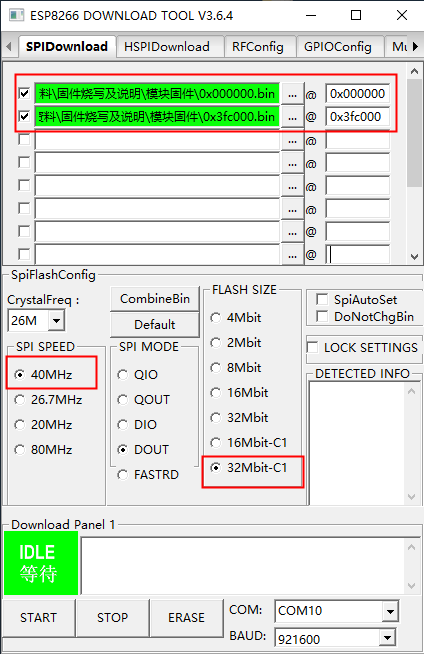 ESP8266 DOWNLOAD TOOL V3.6.4
SPIDownload HSPIDownload RFConfig GPIOConfig Mu
料\固件烧写及说明\模块固件\0x000000.bin ... @ 0x000000
\固件烧写及说明\模块固件\0x3fc000.bin ... @ 0x3fc000
... @
... @
... @
... @
... @
... @
SpiFlashConfig
CrystalFreq :
26M
CombineBin
Default
SPI SPEED
40MHz
26.7MHz
20MHz
80MHz
SPI MODE
QIO
QOUT
DIO
DOUT
FASTRD
FLASH SIZE
4Mbit
2Mbit
8Mbit
16Mbit
32Mbit
16Mbit-C1
32Mbit-C1
SpiAutoSet
DoNotChgBin
LOCK SETTINGS
DETECTED INFO
Download Panel 1
IDLE
等待
START STOP ERASE
COM: COM10
BAUD: 921600